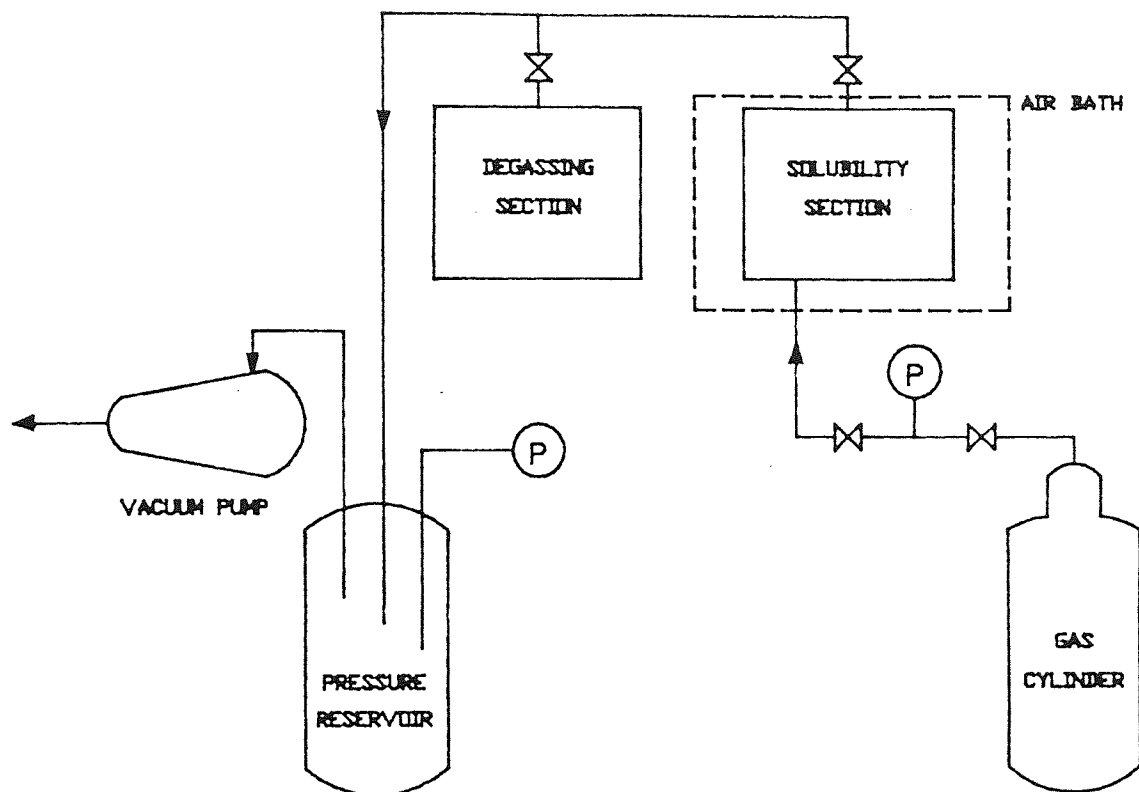 AIR BATH
DEGASSING
SECTION
SOLUBILITY
SECTION
P
P
VACUUM PUMP
PRESSURE
RESERVOIR
GAS
CYLINDER